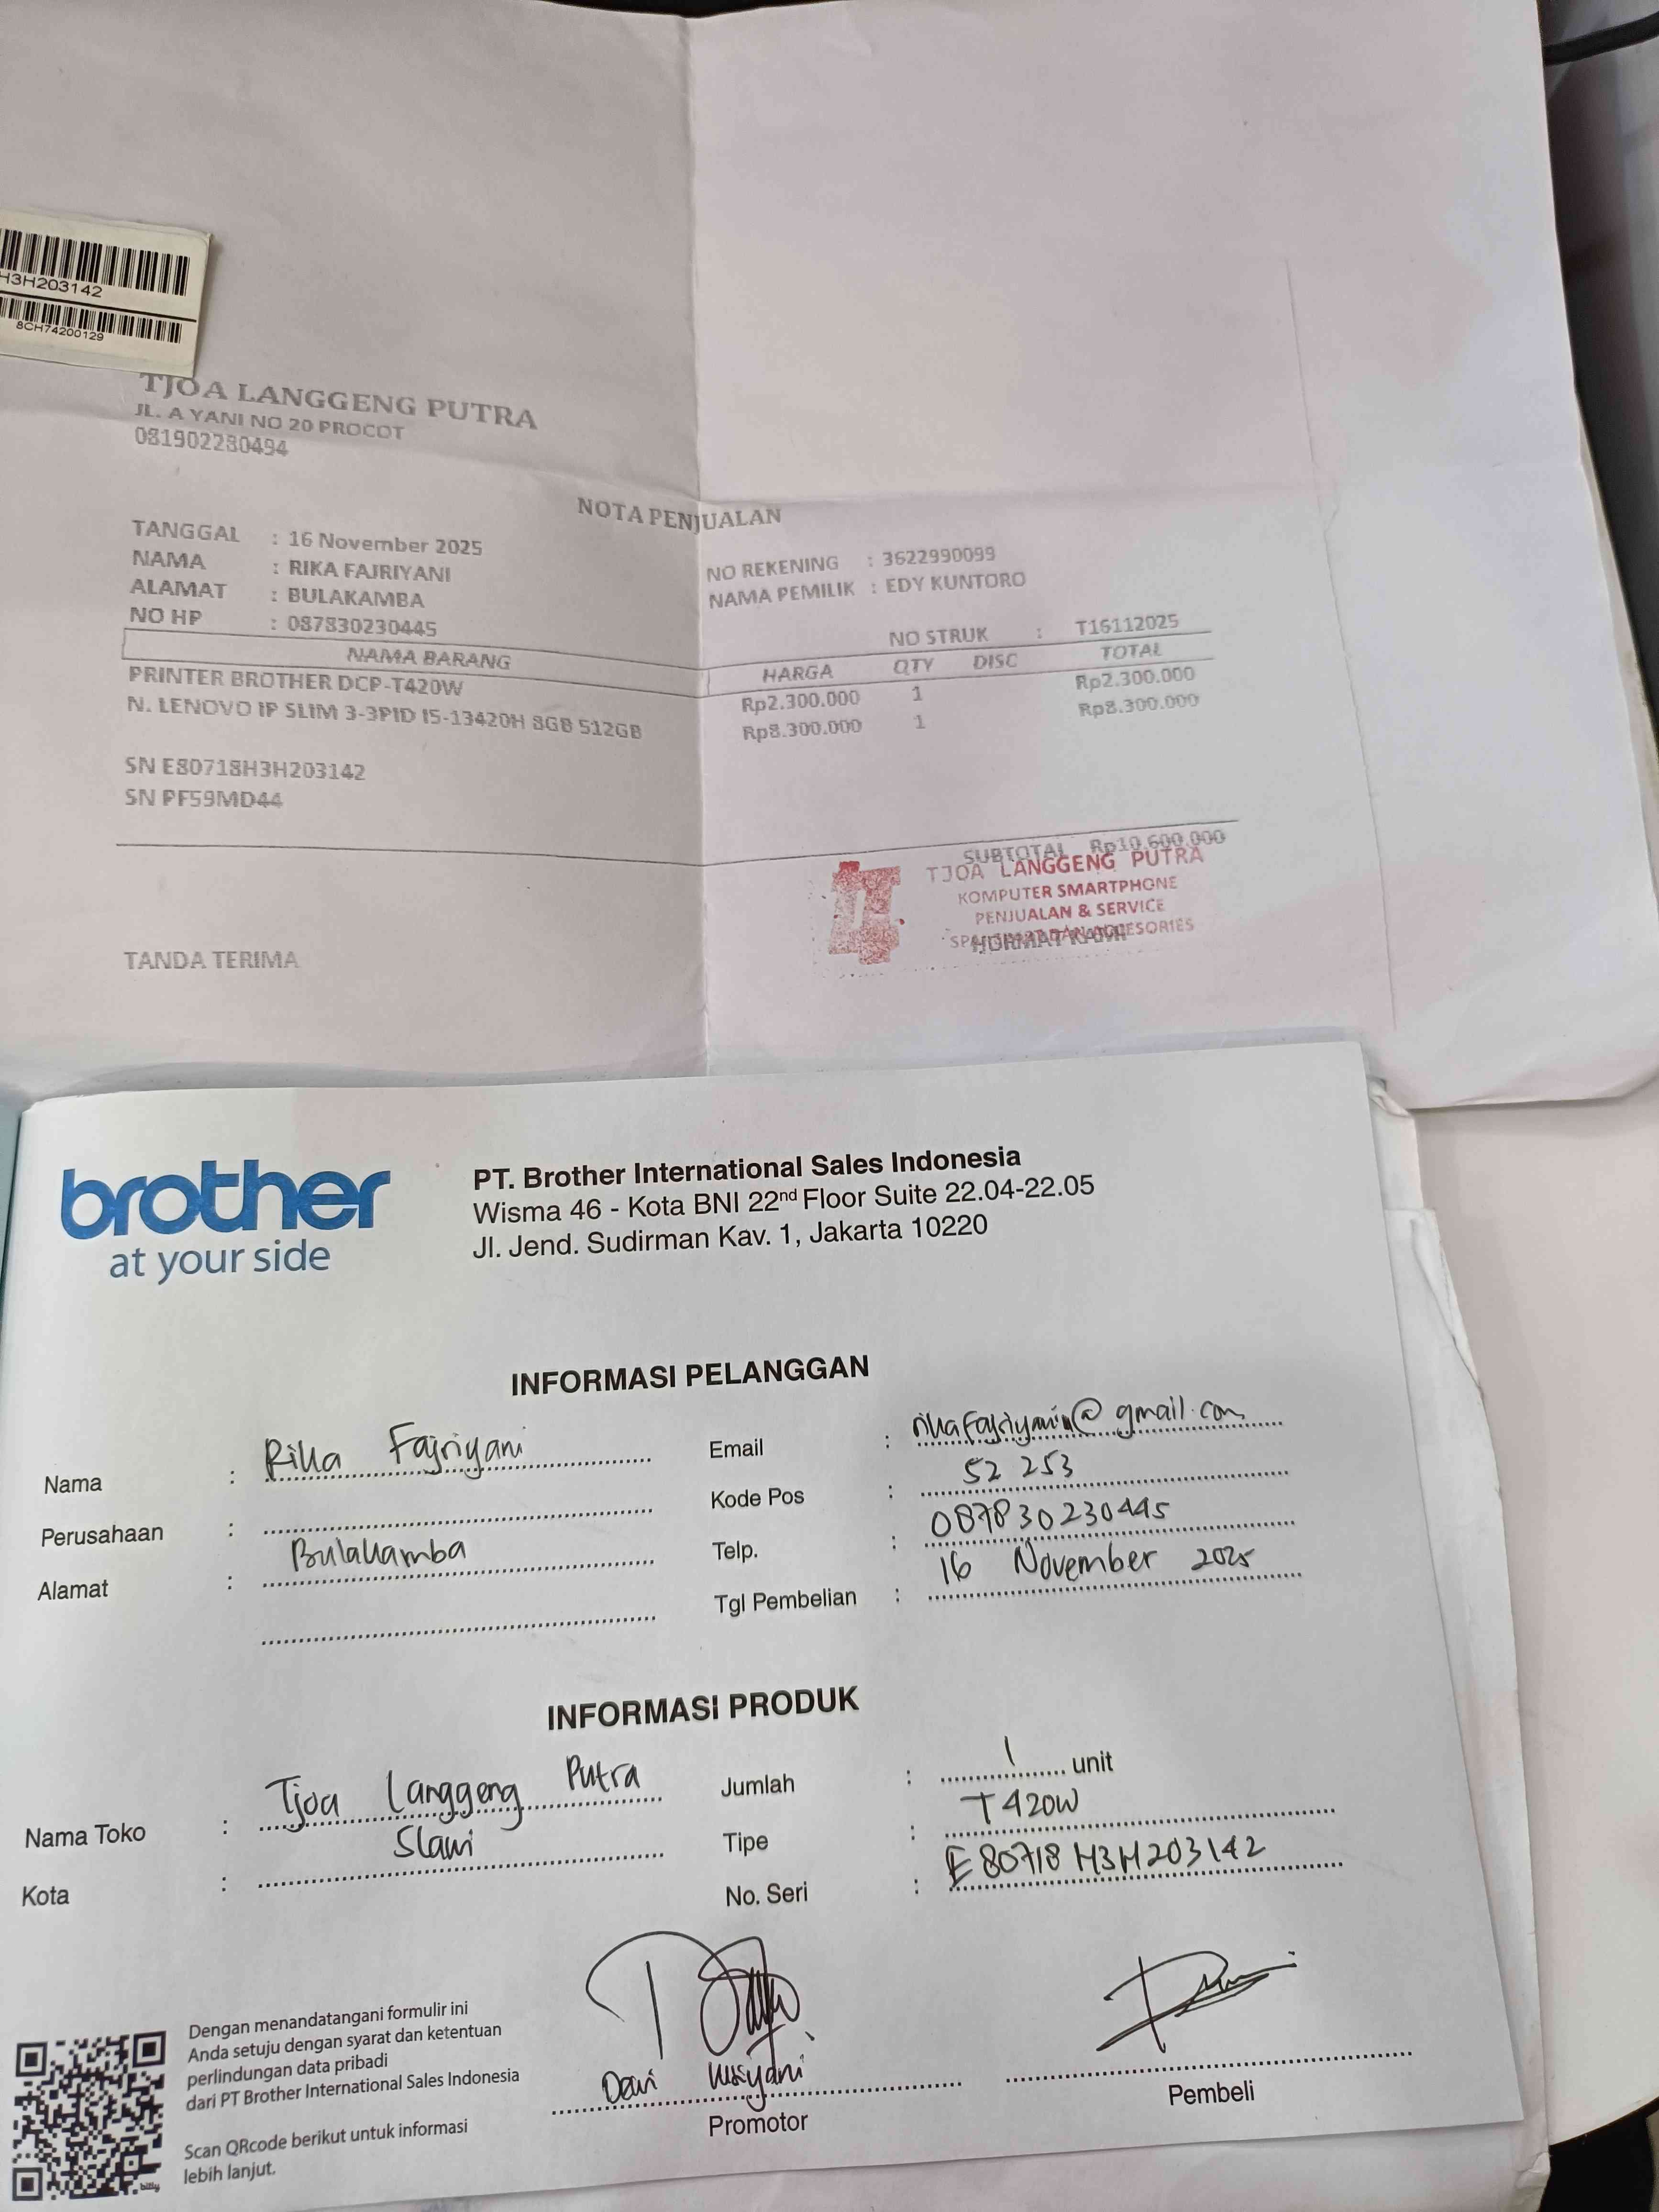 H3H203142
8CH74200129
TJOA LANGGENG PUTRA
JL. A YANI NO 20 PROCOT
081902280494
NOTA PENJUALAN
TANGGAL : 16 November 2025
NAMA : RIKA FAJRIYANI
ALAMAT : BULAKAMBA
NO HP : 087830230445
NO REKENING : 3622990099
NAMA PEMILIK : EDY KUNTORO
NO STRUK : T16112025
NAMA BARANG HARGA QTY DISC TOTAL
PRINTER BROTHER DCP-T420W Rp2.300.000 1 Rp2.300.000
N. LENOVO IP SLIM 3-3PID I5-13420H 8GB 512GB Rp8.300.000 1 Rp8.300.000
SN E80718H3H203142
SN PF59MD44
SUBTOTAL Rp10.600.000
TJOA LANGGENG PUTRA
KOMPUTER SMARTPHONE
PENJUALAN & SERVICE
SPAREPART DAN ACCESORIES
HORMAT KAMI
TANDA TERIMA
brother
at your side
PT. Brother International Sales Indonesia
Wisma 46 - Kota BNI 22nd Floor Suite 22.04-22.05
Jl. Jend. Sudirman Kav. 1, Jakarta 10220
INFORMASI PELANGGAN
Nama : Rika Fajriyani
Perusahaan :
Alamat : Bulakamba
Email : rikafajriyanin@gmail.com
Kode Pos : 52 253
Telp. : 087830230445
Tgl Pembelian : 16 November 2025
INFORMASI PRODUK
Nama Toko : Tjoa Langgeng Putra
Kota : Slawi
Jumlah : 1 unit
Tipe : T420W
No. Seri : E80718H3H203142
Dengan menandatangani formulir ini
Anda setuju dengan syarat dan ketentuan
perlindungan data pribadi
dari PT Brother International Sales Indonesia
Scan QRcode berikut untuk informasi
lebih lanjut.
bitly
Dewi Kusiyani
Promotor
Pembeli